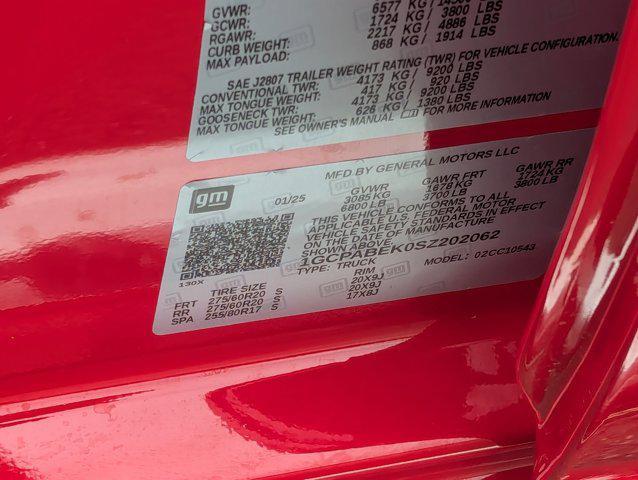 GVWR: 6577 KG /
GCWR: 1724 KG / 3800 LBS
RGAWR: 2217 KG / 4886 LBS
CURB WEIGHT: 868 KG / 1914 LBS
MAX PAYLOAD:
SAE J2807 TRAILER WEIGHT RATING (TWR) FOR VEHICLE CONFIGURATION.
CONVENTIONAL TWR: 4173 KG / 9200 LBS
MAX TONGUE WEIGHT: 417 KG / 920 LBS
GOOSENECK TWR: 4173 KG / 9200 LBS
MAX TONGUE WEIGHT: 626 KG / 1380 LBS
SEE OWNER'S MANUAL FOR MORE INFORMATION
gm
MFD BY GENERAL MOTORS LLC
01/25
GVWR GAWR FRT GAWR RR
3085 KG 1678 KG 1724 KG
6800 LB 3700 LB 3800 LB
THIS VEHICLE CONFORMS TO ALL
APPLICABLE U.S. FEDERAL MOTOR
VEHICLE SAFETY STANDARDS IN EFFECT
ON THE DATE OF MANUFACTURE
SHOWN ABOVE.
1GCPABEK0SZ202062
TYPE: TRUCK MODEL: 02CC10543
130X
TIRE SIZE RIM
FRT 275/60R20 S 20X9J
RR 275/60R20 S 20X9J
SPA 255/80R17 S 17X8J